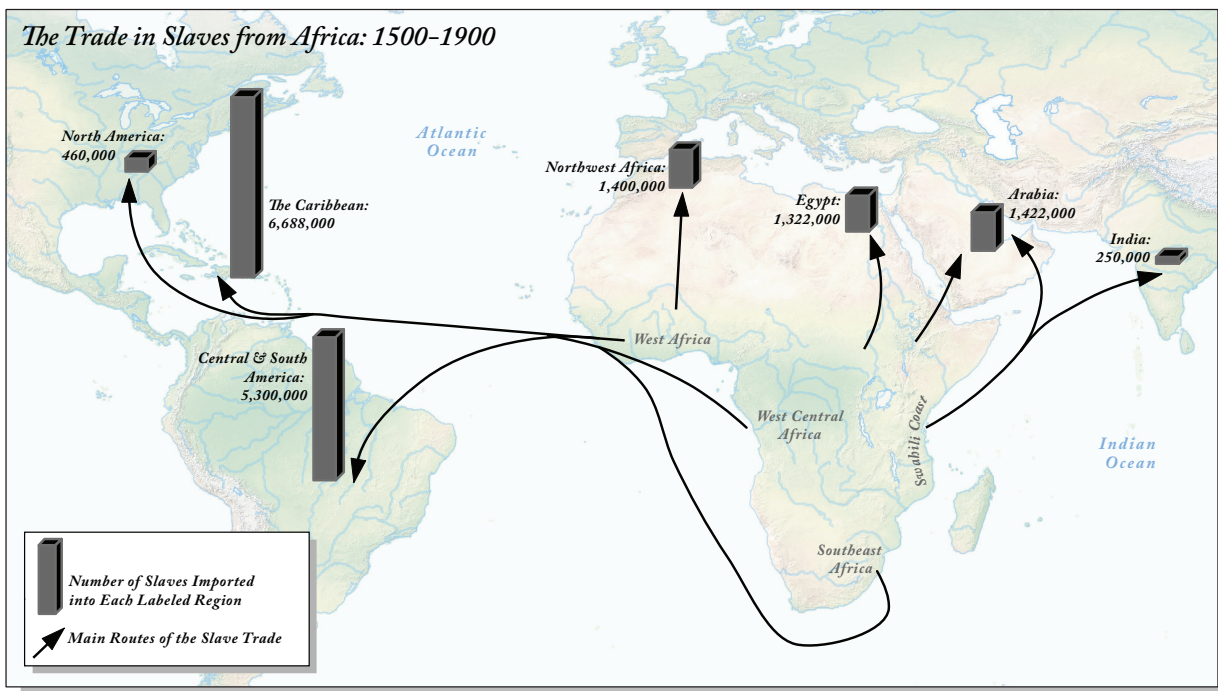 The Trade in Slaves from Africa: 1500–1900
North America:
460,000
Atlantic
Ocean
The Caribbean:
6,688,000
Northwest Africa:
1,400,000
Egypt:
1,322,000
Arabia:
1,422,000
India:
250,000
West Africa
Central & South
America:
5,300,000
West Central
Africa
Swahili Coast
Indian
Ocean
Southeast
Africa
Number of Slaves Imported
into Each Labeled Region
Main Routes of the Slave Trade